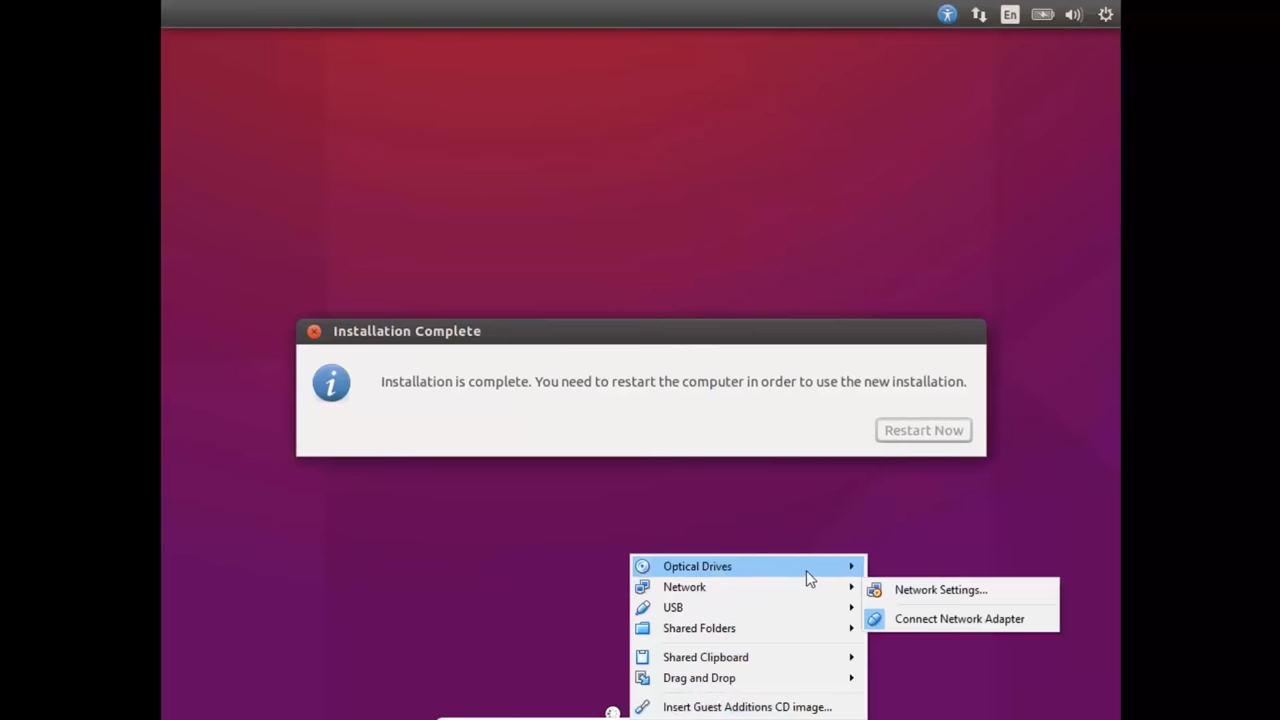 En
Installation Complete
Installation is complete. You need to restart the computer in order to use the new installation.
Restart Now
Optical Drives
Network
USB
Shared Folders
Shared Clipboard
Drag and Drop
Insert Guest Additions CD image...
Network Settings...
Connect Network Adapter